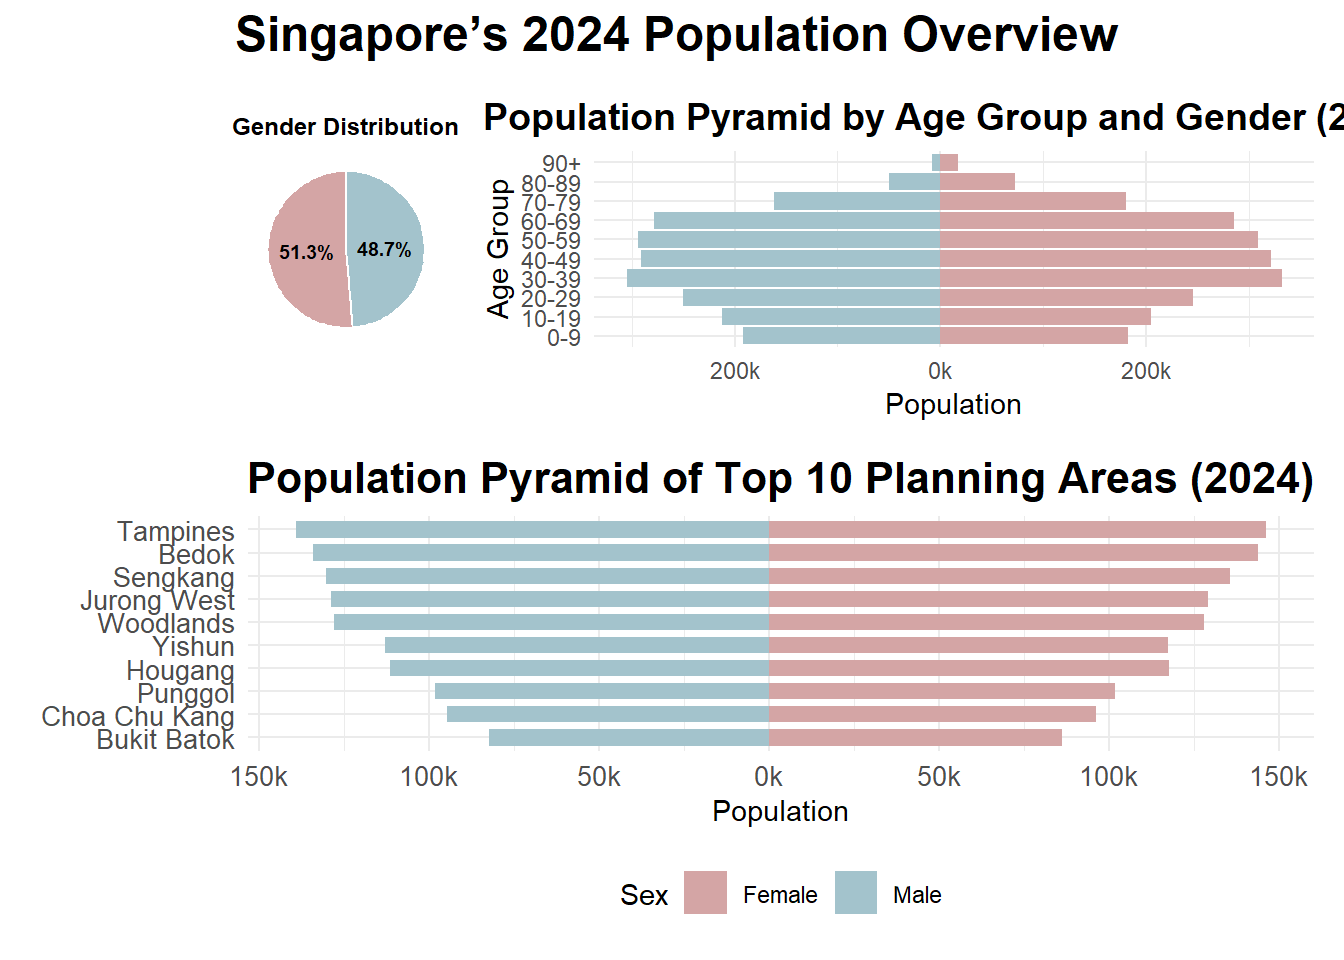 Singapore’s 2024 Population Overview
Gender Distribution
51.3%
48.7%
Population Pyramid by Age Group and Gender (2
Age Group
90+
80-89
70-79
60-69
50-59
40-49
30-39
20-29
10-19
0-9
200k 0k 200k
Population
Population Pyramid of Top 10 Planning Areas (2024)
Tampines
Bedok
Sengkang
Jurong West
Woodlands
Yishun
Hougang
Punggol
Choa Chu Kang
Bukit Batok
150k 100k 50k 0k 50k 100k 150k
Population
Sex Female Male